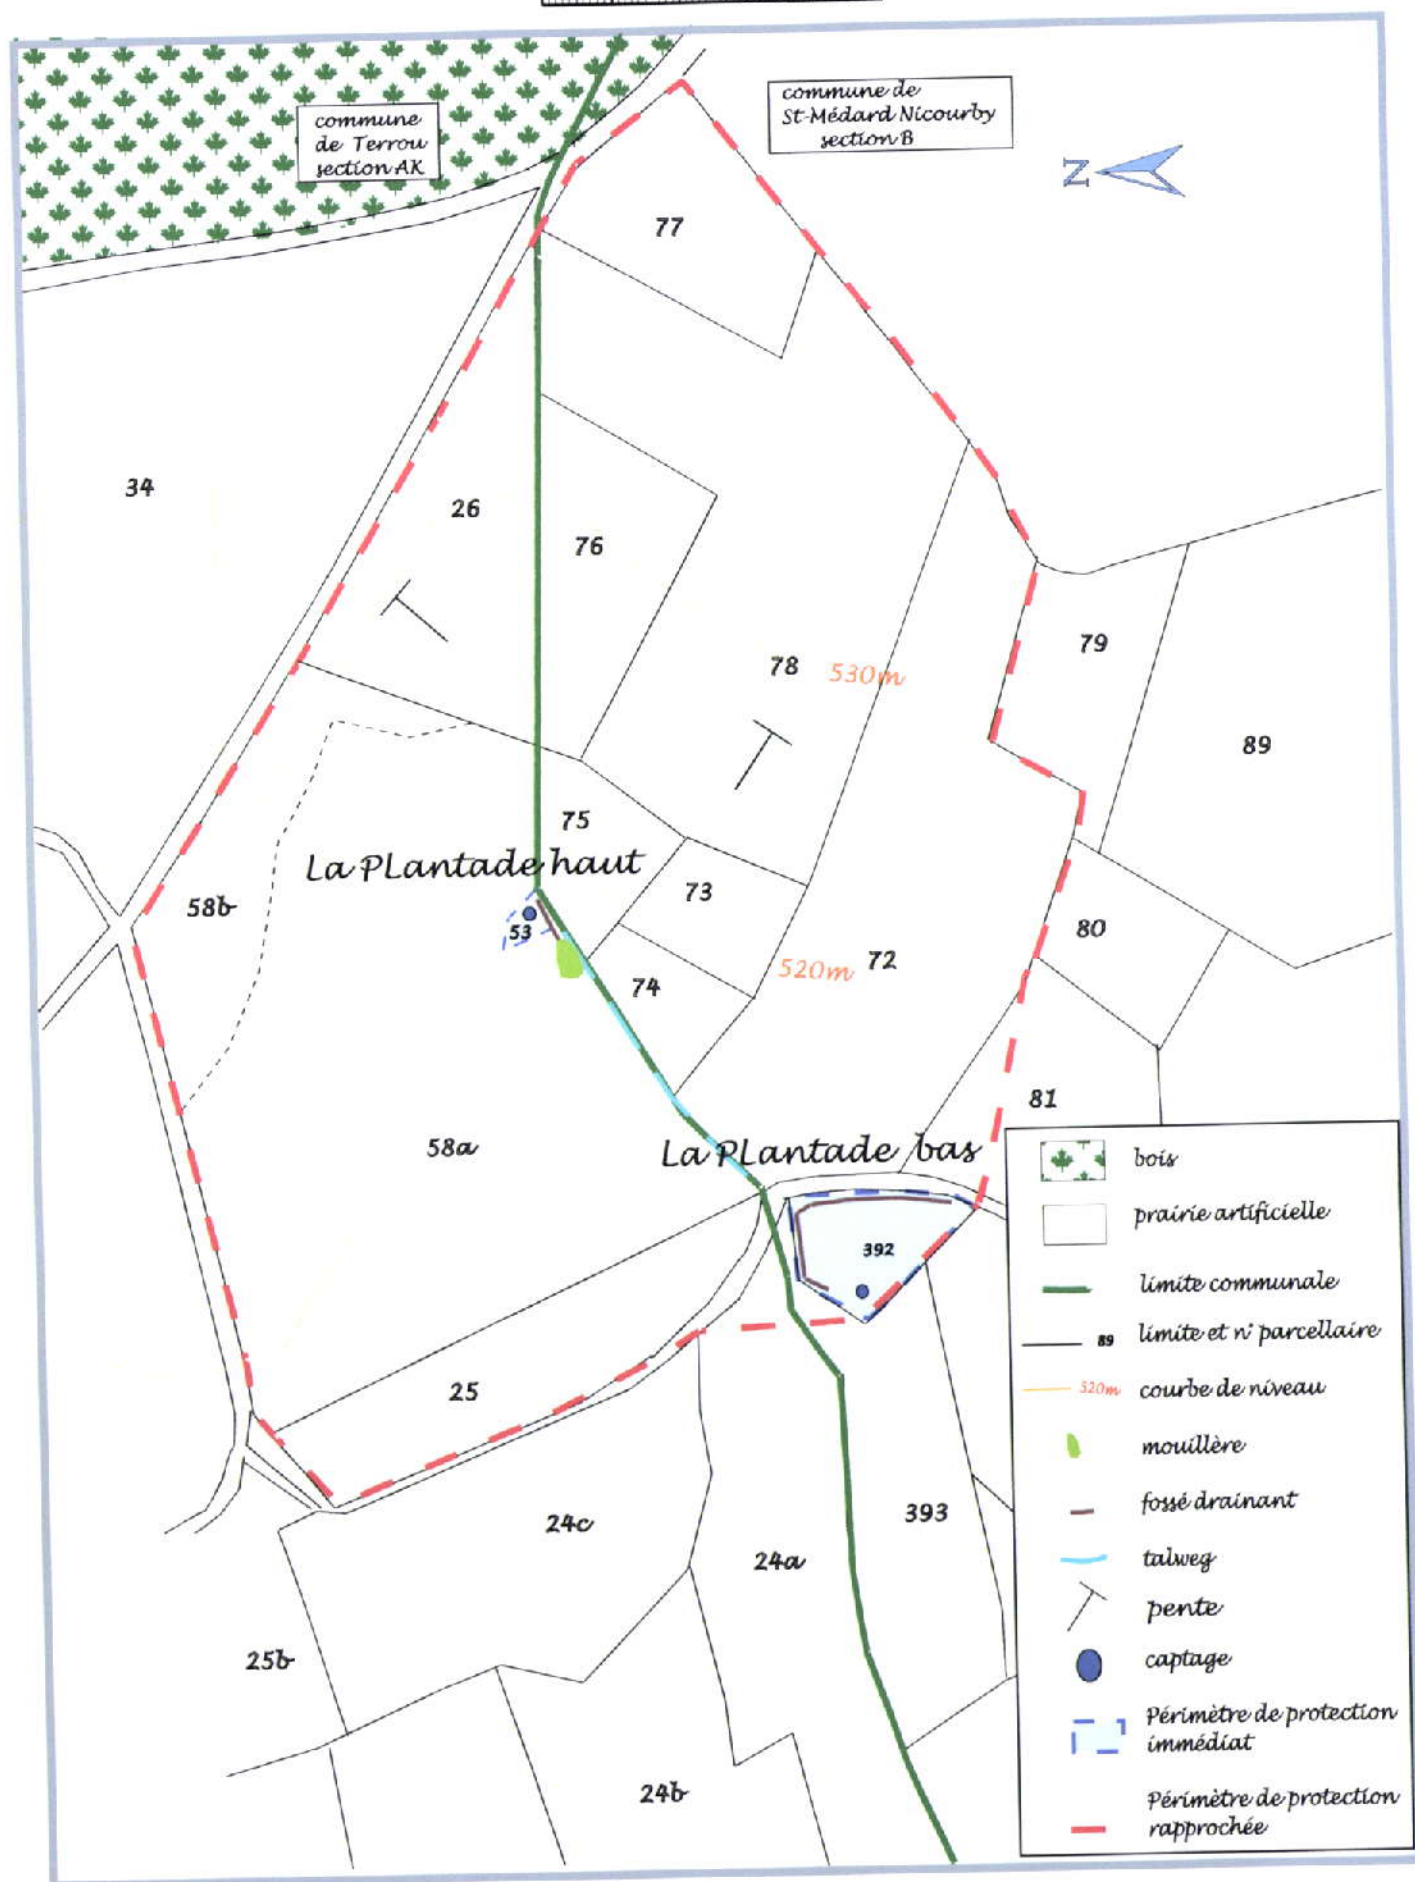 commune
de Terrou
section AK
commune de
St-Médard Nicourby
section B
N
77
34
26
76
78
530m
79
89
75
La PLantade haut
58b
53
73
80
74
520m
72
81
58a
La PLantade bas
392
25
24c
24a
393
25b
24b
bois
prairie artificielle
limite communale
89
limite et n° parcellaire
520m
courbe de niveau
mouillère
fossé drainant
talweg
pente
captage
Périmètre de protection
immédiat
Périmètre de protection
rapprochée